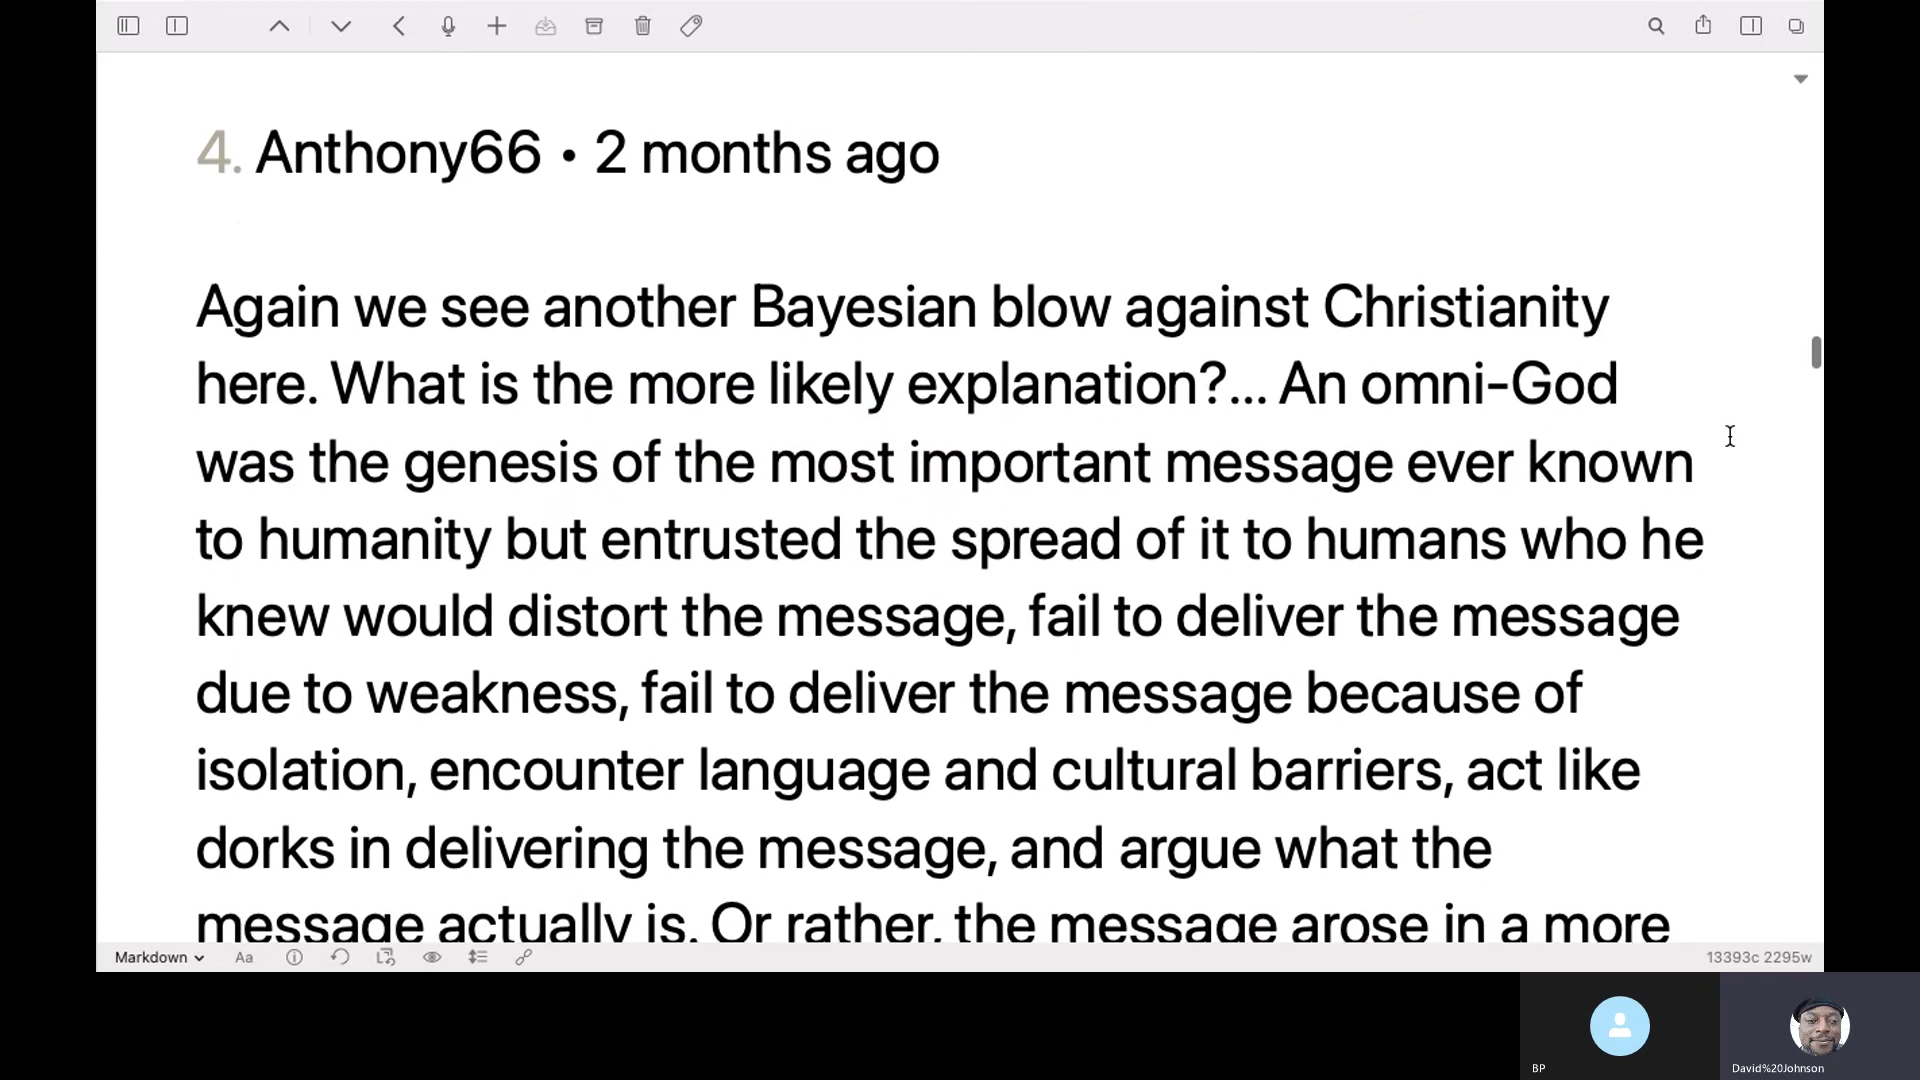 4. Anthony66 • 2 months ago
Again we see another Bayesian blow against Christianity
here. What is the more likely explanation?... An omni-God
was the genesis of the most important message ever known
to humanity but entrusted the spread of it to humans who he
knew would distort the message, fail to deliver the message
due to weakness, fail to deliver the message because of
isolation, encounter language and cultural barriers, act like
dorks in delivering the message, and argue what the
message actually is. Or rather, the message arose in a more
Markdown Aa 13393c 2295w
BP David%20Johnson